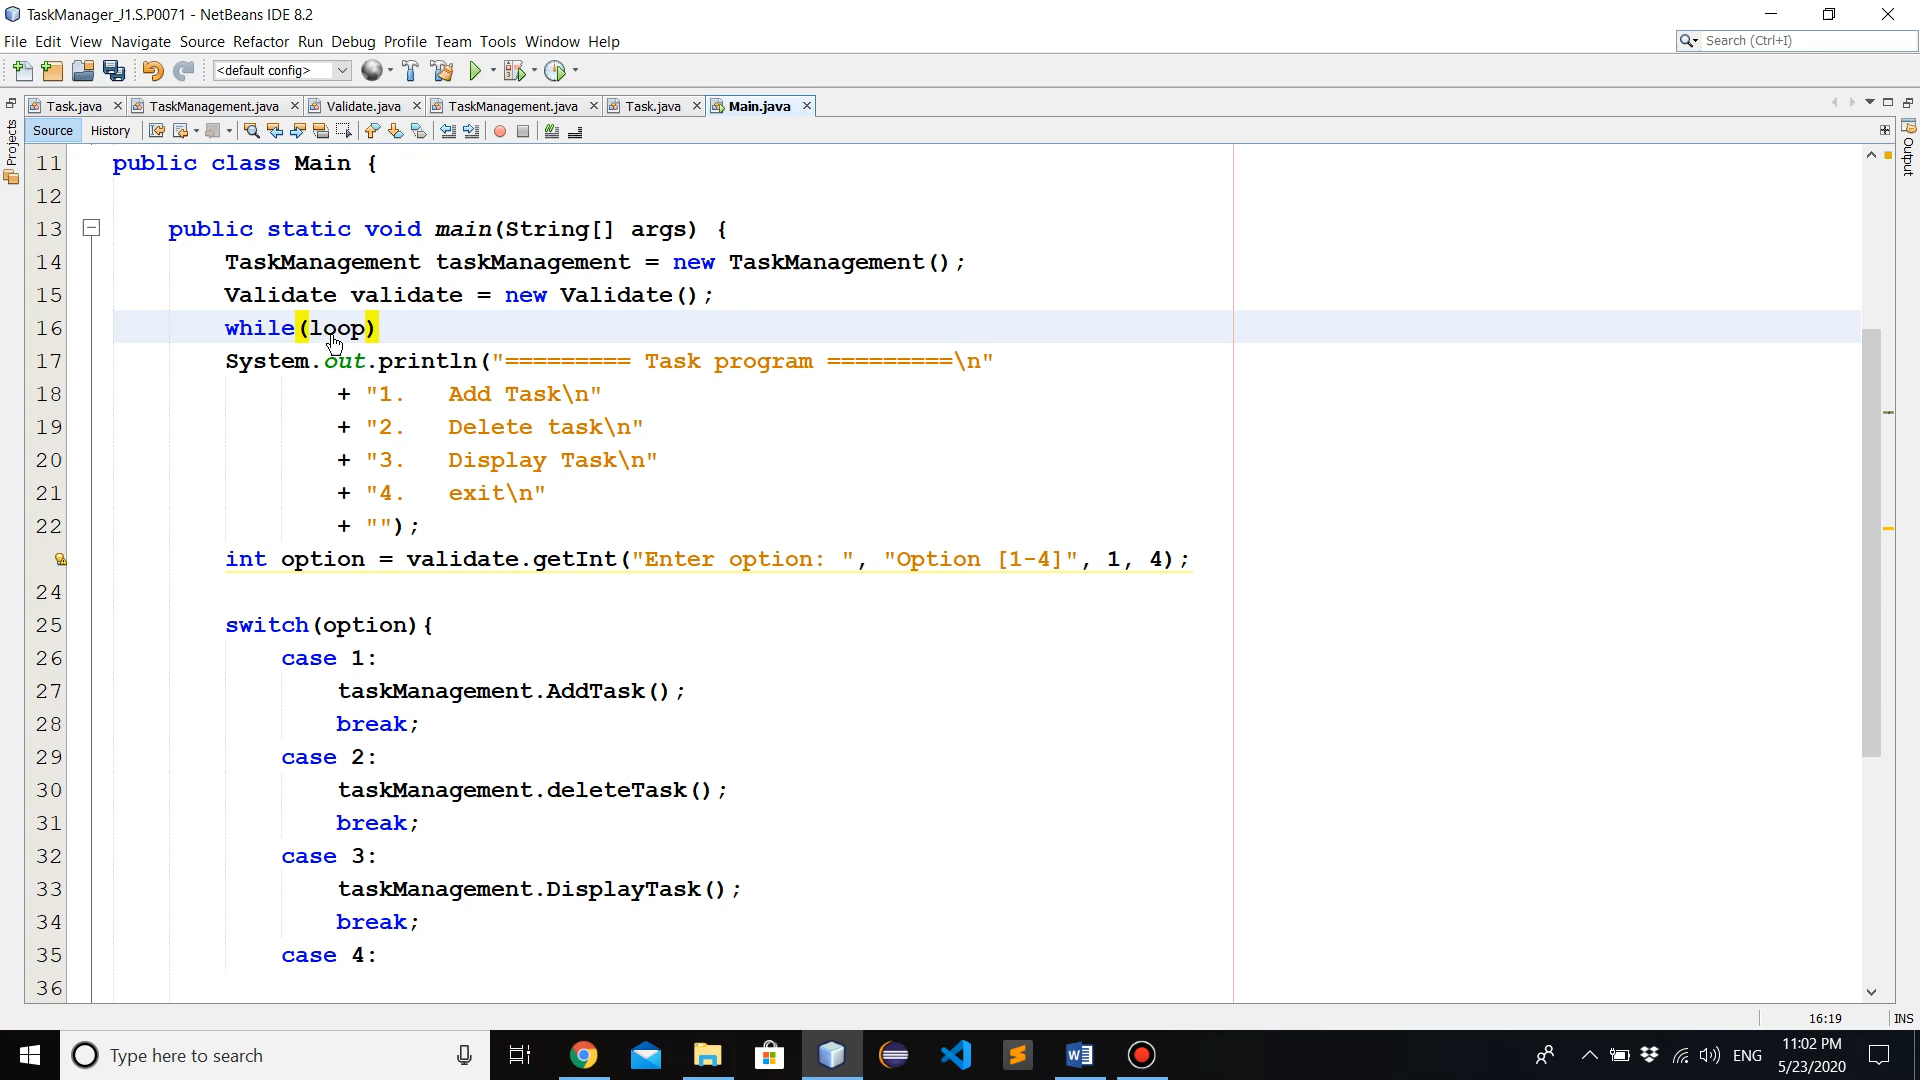 TaskManager_J1.S.P0071 - NetBeans IDE 8.2
File Edit View Navigate Source Refactor Run Debug Profile Team Tools Window Help
Search (Ctrl+I)
<default config>
Task.java TaskManagement.java Validate.java TaskManagement.java Task.java Main.java
Source History
Projects
Output
11 public class Main {
12
13 public static void main(String[] args) {
14 TaskManagement taskManagement = new TaskManagement();
15 Validate validate = new Validate();
16 while(loop)
17 System.out.println("========= Task program =========\n"
18 + "1.   Add Task\n"
19 + "2.   Delete task\n"
20 + "3.   Display Task\n"
21 + "4.   exit\n"
22 + "");
int option = validate.getInt("Enter option: ", "Option [1-4]", 1, 4);
24
25 switch(option){
26 case 1:
27 taskManagement.AddTask();
28 break;
29 case 2:
30 taskManagement.deleteTask();
31 break;
32 case 3:
33 taskManagement.DisplayTask();
34 break;
35 case 4:
36
16:19 INS
Type here to search
ENG
11:02 PM
5/23/2020